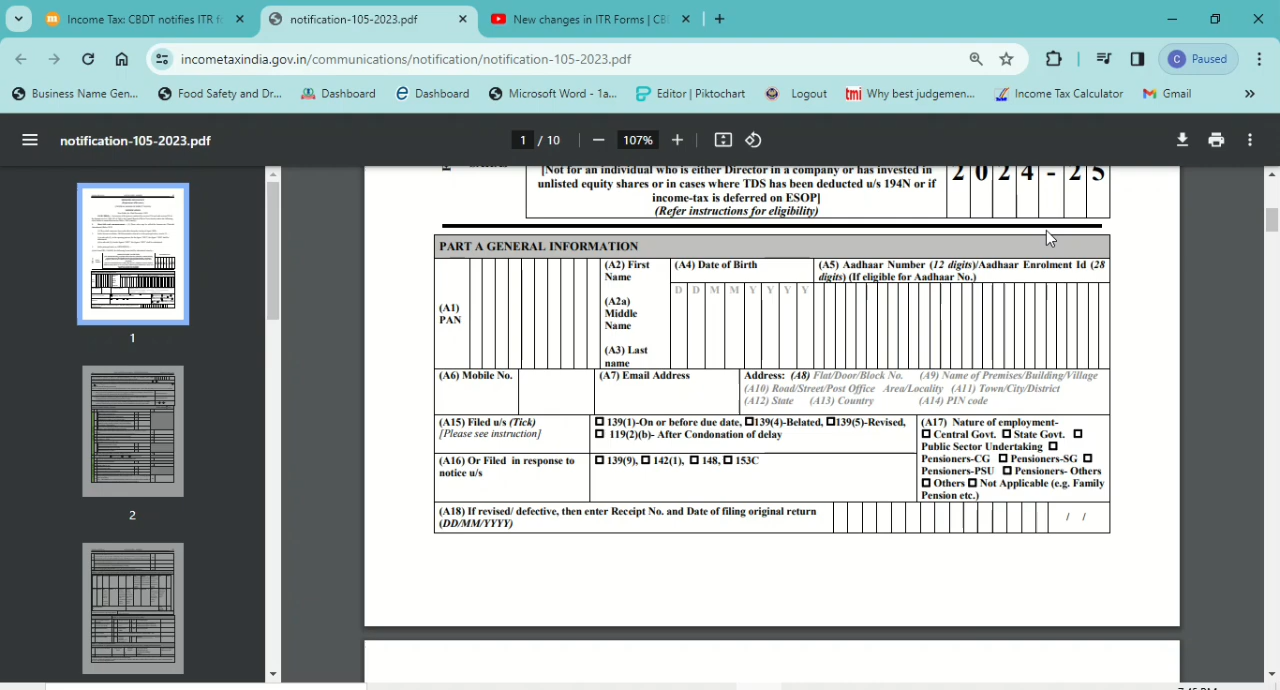 Income Tax: CBDT notifies ITR f
notification-105-2023.pdf
New changes in ITR Forms | CB
incometaxindia.gov.in/communications/notification/notification-105-2023.pdf
C Paused
Business Name Gen...
Food Safety and Dr...
Dashboard
Dashboard
Microsoft Word - 1a...
Editor | Piktochart
Logout
tmi Why best judgemen...
Income Tax Calculator
Gmail
notification-105-2023.pdf
1 / 10
107%
[Not for an individual who is either Director in a company or has invested in
unlisted equity shares or in cases where TDS has been deducted u/s 194N or if
income-tax is deferred on ESOP]
(Refer instructions for eligibility)
2 0 2 4 - 2 5
PART A GENERAL INFORMATION
(A1)
PAN
(A2) First
Name
(A2a)
Middle
Name
(A3) Last
name
(A4) Date of Birth
D D M M Y Y Y Y
(A5) Aadhaar Number (12 digits)/Aadhaar Enrolment Id (28
digits) (If eligible for Aadhaar No.)
(A6) Mobile No.
(A7) Email Address
Address: (A8) Flat/Door/Block No. (A9) Name of Premises/Building/Village
(A10) Road/Street/Post Office Area/Locality (A11) Town/City/District
(A12) State (A13) Country (A14) PIN code
(A15) Filed u/s (Tick)
[Please see instruction]
139(1)-On or before due date, 139(4)-Belated, 139(5)-Revised,
119(2)(b)- After Condonation of delay
(A16) Or Filed in response to
notice u/s
139(9), 142(1), 148, 153C
(A17) Nature of employment-
Central Govt. State Govt.
Public Sector Undertaking
Pensioners-CG Pensioners-SG
Pensioners-PSU Pensioners- Others
Others Not Applicable (e.g. Family
Pension etc.)
(A18) If revised/ defective, then enter Receipt No. and Date of filing original return
(DD/MM/YYYY)
/ /
1
2